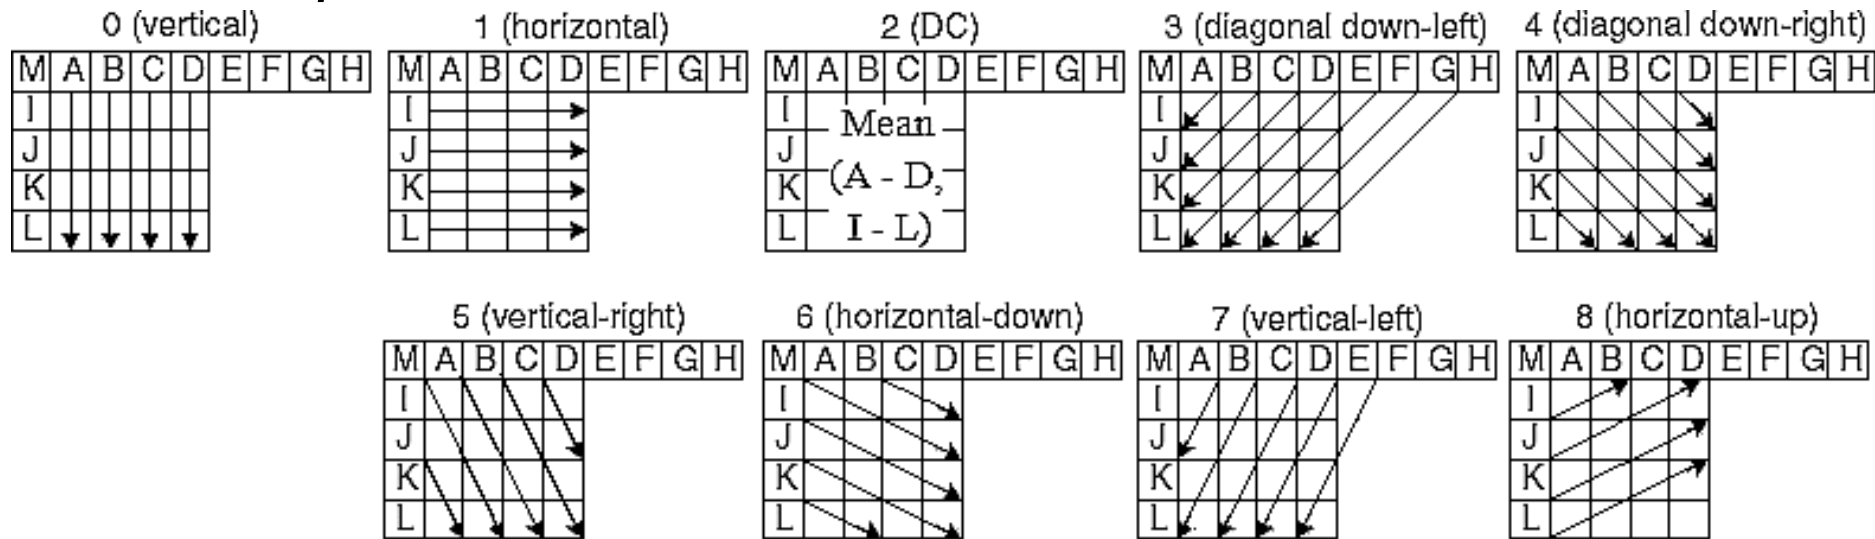 0 (vertical) 1 (horizontal) 2 (DC) 3 (diagonal down-left) 4 (diagonal down-right)
M A B C D E F G H M A B C D E F G H M A B C D E F G H M A B C D E F G H M A B C D E F G H
I I I I I
Mean
J J J J J
K K (A - D, K K K
L L L I - L) L L
5 (vertical-right) 6 (horizontal-down) 7 (vertical-left) 8 (horizontal-up)
M A B C D E F G H M A B C D E F G H M A B C D E F G H M A B C D E F G H
I I I I
J J J J
K K K K
L L L L